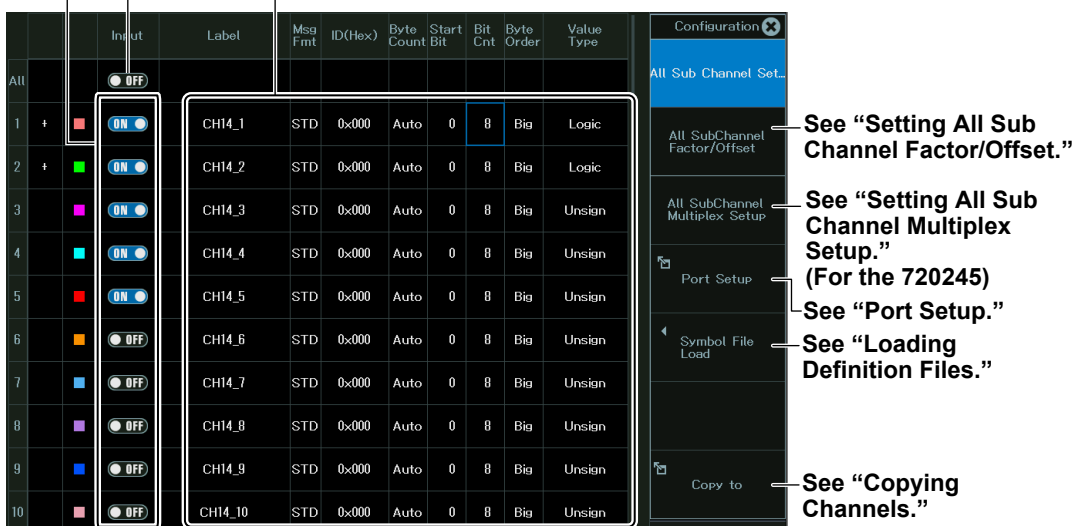 Input Label Msg Fmt ID(Hex) Byte Count Start Bit Bit Cnt Byte Order Value Type
All OFF
1 + ON CH14_1 STD 0x000 Auto 0 8 Big Logic
2 + ON CH14_2 STD 0x000 Auto 0 8 Big Logic
3 ON CH14_3 STD 0x000 Auto 0 8 Big Unsign
4 ON CH14_4 STD 0x000 Auto 0 8 Big Unsign
5 ON CH14_5 STD 0x000 Auto 0 8 Big Unsign
6 OFF CH14_6 STD 0x000 Auto 0 8 Big Unsign
7 OFF CH14_7 STD 0x000 Auto 0 8 Big Unsign
8 OFF CH14_8 STD 0x000 Auto 0 8 Big Unsign
9 OFF CH14_9 STD 0x000 Auto 0 8 Big Unsign
10 OFF CH14_10 STD 0x000 Auto 0 8 Big Unsign
Configuration
All Sub Channel Set...
All SubChannel
Factor/Offset
All SubChannel
Multiplex Setup
Port Setup
Symbol File
Load
Copy to
See “Setting All Sub
Channel Factor/Offset.”
See “Setting All Sub
Channel Multiplex
Setup.”
(For the 720245)
See “Port Setup.”
See “Loading
Definition Files.”
See “Copying
Channels.”